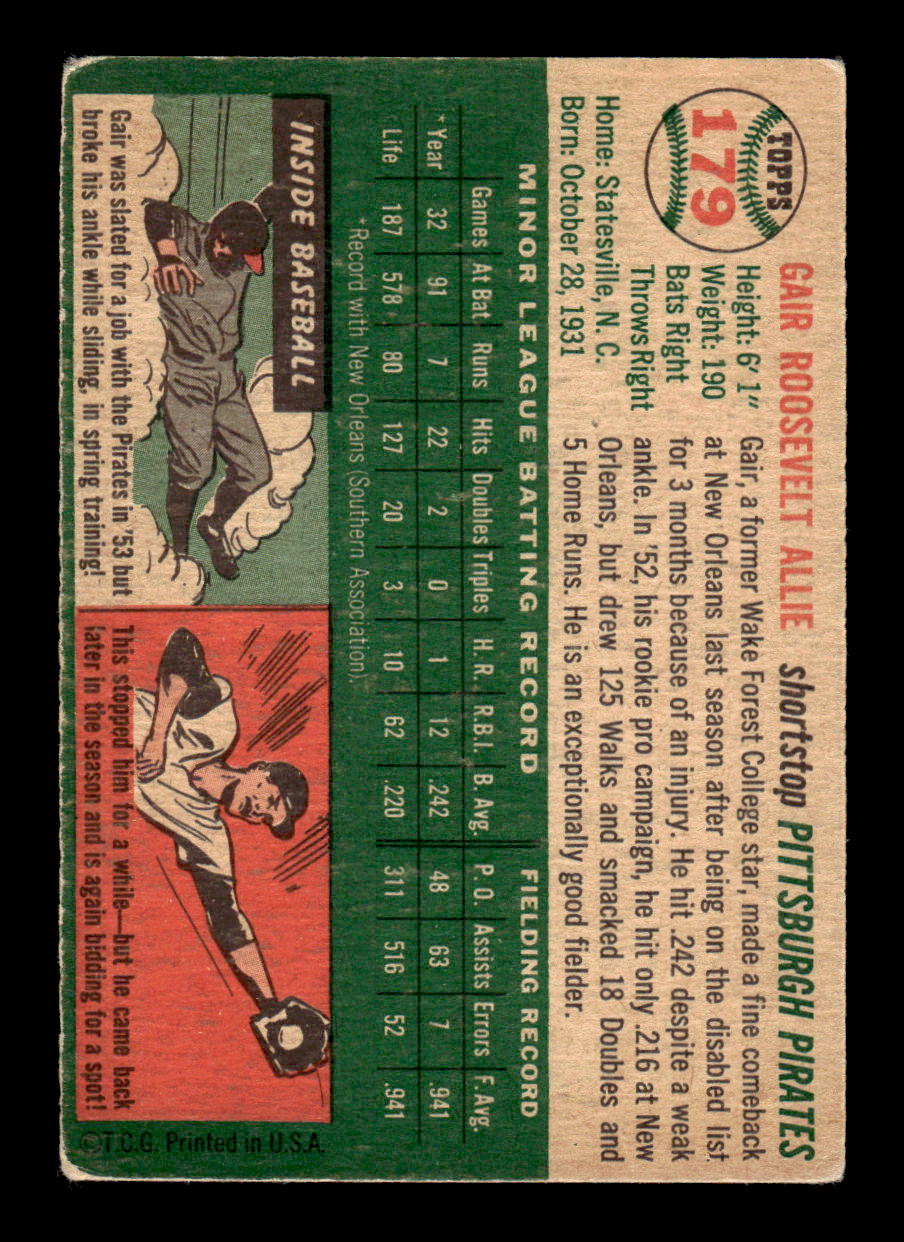 TOPPS
179
GAIR ROOSEVELT ALLIE shortstop PITTSBURGH PIRATES
Height: 6' 1"
Weight: 190
Bats Right
Throws Right
Home: Statesville, N. C.
Born: October 28, 1931
Gair, a former Wake Forest College star, made a fine comeback
at New Orleans last season after being on the disabled list
for 3 months because of an injury. He hit .242 despite a weak
ankle. In '52, his rookie pro campaign, he hit only .216 at New
Orleans, but drew 125 Walks and smacked 18 Doubles and
5 Home Runs. He is an exceptionally good fielder.
MINOR LEAGUE BATTING RECORD FIELDING RECORD
Games At Bat Runs Hits Doubles Triples H. R. R.B.I. B. Avg. P. O. Assists Errors F. Avg.
*Year 32 91 7 22 2 0 1 12 .242 48 63 7 .941
Life 187 578 80 127 20 3 10 62 .220 311 516 52 .941
*Record with New Orleans (Southern Association).
INSIDE BASEBALL
Gair was slated for a job with the Pirates in '53 but
broke his ankle while sliding, in spring training!
This stopped him for a while—but he came back
later in the season and is again bidding for a spot!
©T.C.G. Printed in U.S.A.